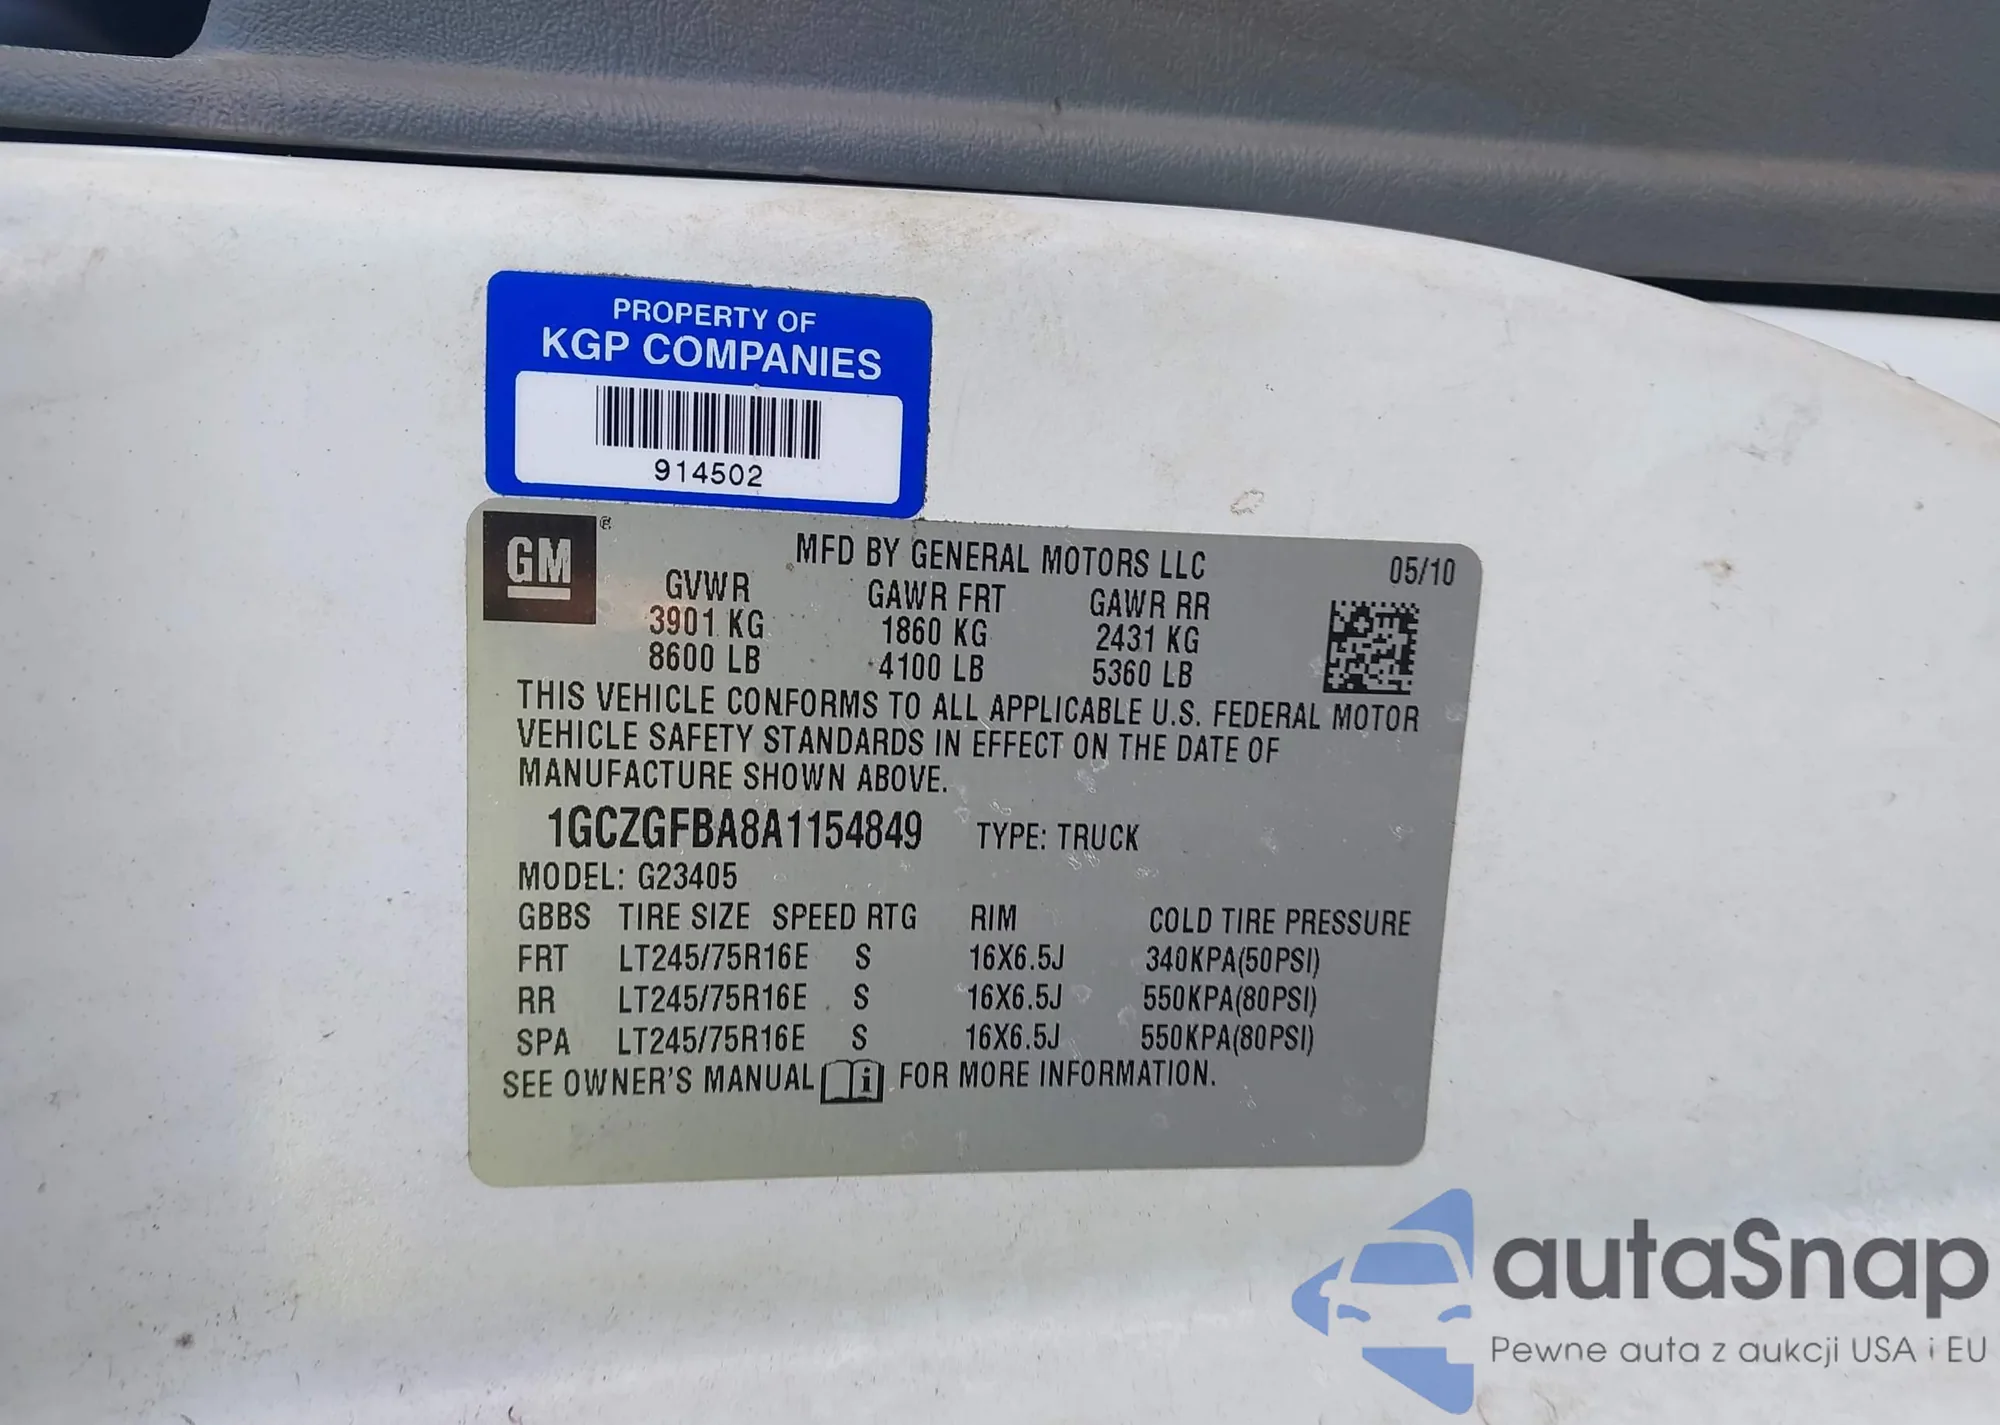 PROPERTY OF
KGP COMPANIES
914502
GM ®
MFD BY GENERAL MOTORS LLC 05/10
GVWR GAWR FRT GAWR RR
3901 KG 1860 KG 2431 KG
8600 LB 4100 LB 5360 LB
THIS VEHICLE CONFORMS TO ALL APPLICABLE U.S. FEDERAL MOTOR
VEHICLE SAFETY STANDARDS IN EFFECT ON THE DATE OF
MANUFACTURE SHOWN ABOVE.
1GCZGFBA8A1154849 TYPE: TRUCK
MODEL: G23405
GBBS TIRE SIZE SPEED RTG RIM COLD TIRE PRESSURE
FRT LT245/75R16E S 16X6.5J 340KPA(50PSI)
RR LT245/75R16E S 16X6.5J 550KPA(80PSI)
SPA LT245/75R16E S 16X6.5J 550KPA(80PSI)
SEE OWNER'S MANUAL i FOR MORE INFORMATION.
autaSnap
Pewne auta z aukcji USA i EU